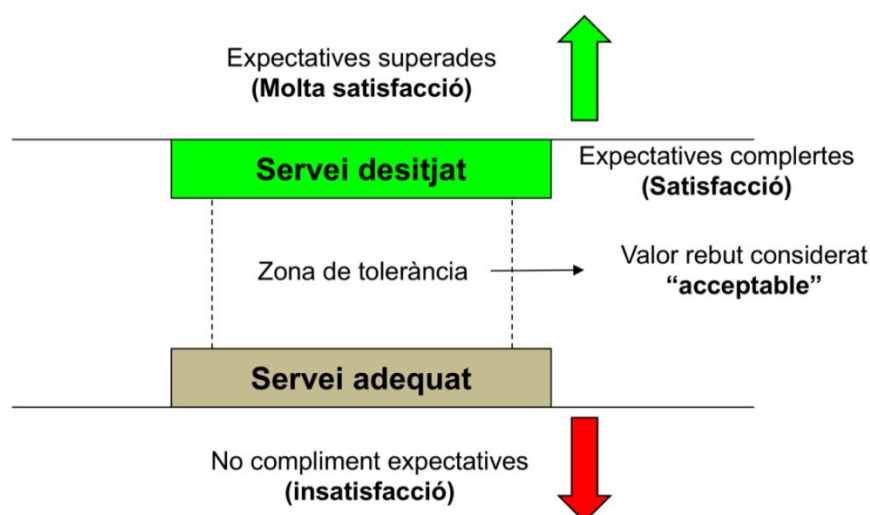 Expectatives superades
(Molta satisfacció)
Servei desitjat
Expectatives complertes
(Satisfacció)
Zona de tolerància
Valor rebut considerat
“acceptable”
Servei adequat
No compliment expectatives
(insatisfacció)